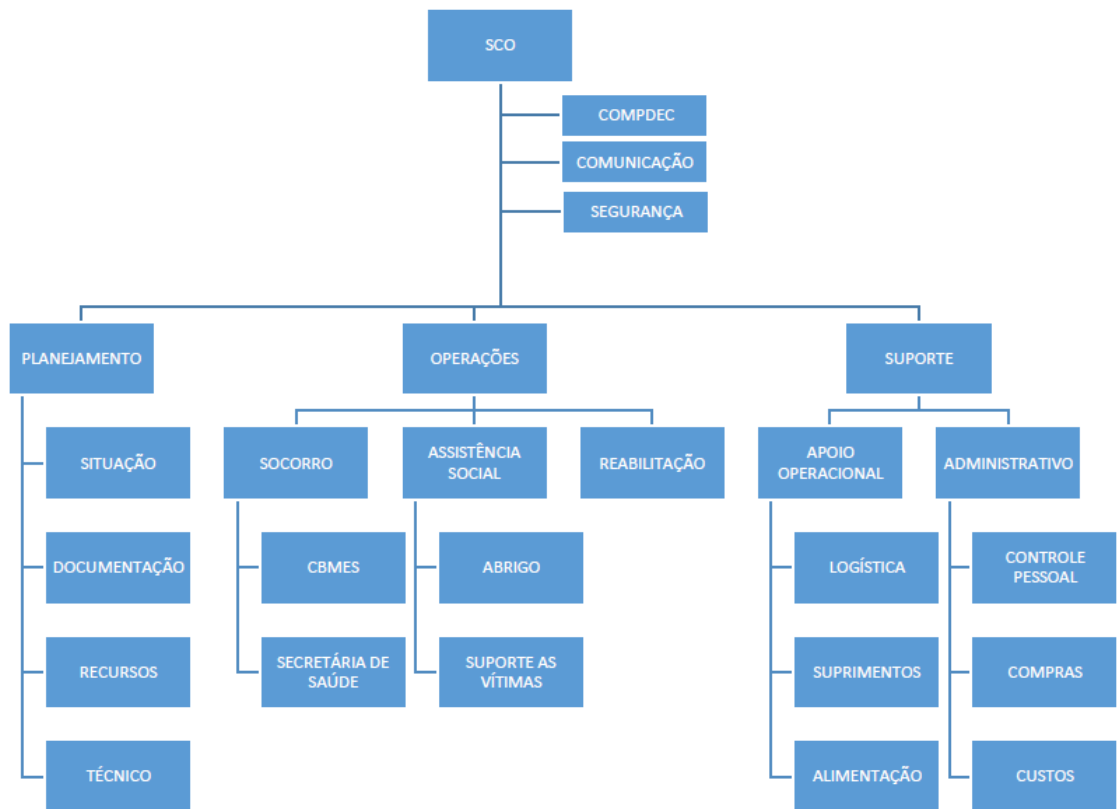 SCO
COMPDEC
COMUNICAÇÃO
SEGURANÇA
PLANEJAMENTO
OPERAÇÕES
SUPORTE
SITUAÇÃO
SOCORRO
ASSISTÊNCIA
SOCIAL
REABILITAÇÃO
APOIO
OPERACIONAL
ADMINISTRATIVO
DOCUMENTAÇÃO
CBMES
ABRIGO
LOGÍSTICA
CONTROLE
PESSOAL
RECURSOS
SECRETÁRIA DE
SAÚDE
SUPORTE AS
VÍTIMAS
SUPRIMENTOS
COMPRAS
TÉCNICO
ALIMENTAÇÃO
CUSTOS